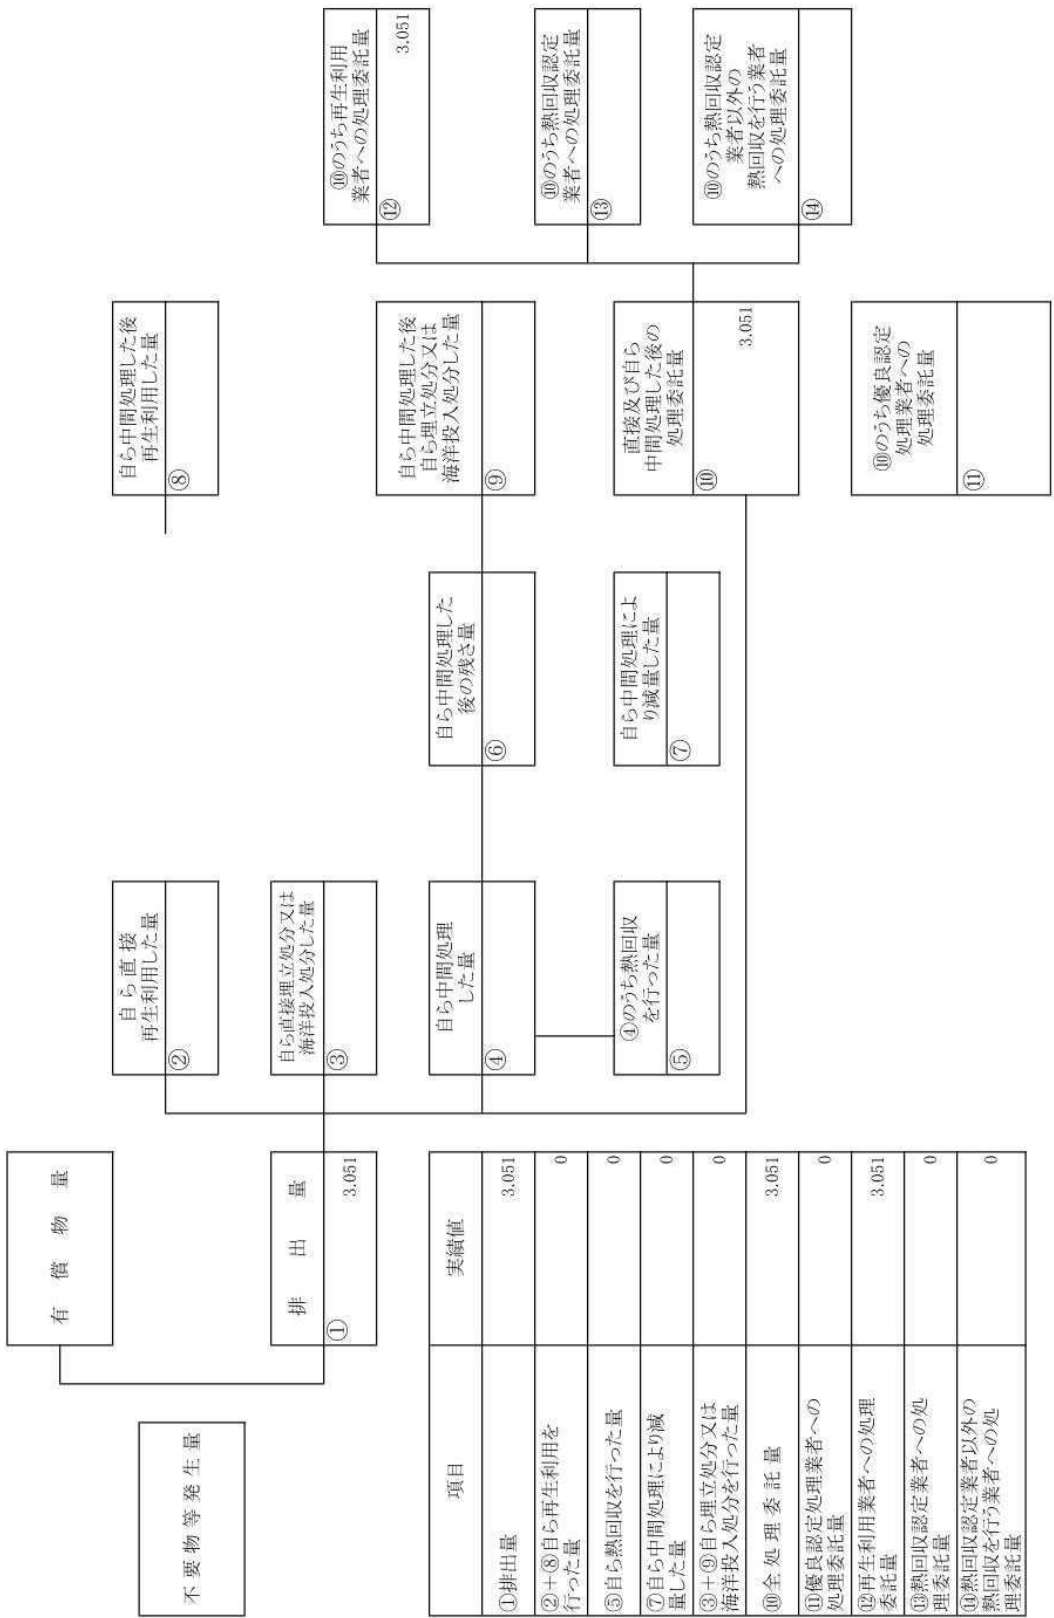 不要物等発生量
有償物量
排出量
①
3.051
自ら直接
再生利用した量
②
自ら直接埋立処分又は
海洋投入処分した量
③
自ら中間処理
した量
④
④のうち熱回収
を行った量
⑤
自ら中間処理した
後の残さ量
⑥
自ら中間処理によ
り減量した量
⑦
自ら中間処理した後
再生利用した量
⑧
自ら中間処理した後
自ら埋立処分又は
海洋投入処分した量
⑨
直接及び自ら
中間処理した後の
処理委託量
⑩
3.051
⑩のうち優良認定
処理業者への
処理委託量
⑪
⑩のうち再生利用
業者への処理委託量
⑫
3.051
⑩のうち熱回収認定
業者への処理委託量
⑬
⑩のうち熱回収認定
業者以外の
熱回収を行う業者
への処理委託量
⑭
項目
実績値
①排出量
3.051
②+⑧自ら再生利用を
行った量
0
⑤自ら熱回収を行った量
0
⑦自ら中間処理により減
量した量
0
③+⑨自ら埋立処分又は
海洋投入処分を行った量
0
⑩全処理委託量
3.051
⑪優良認定処理業者への
処理委託量
0
⑫再生利用業者への処理
委託量
3.051
⑬熱回収認定業者への処
理委託量
0
⑭熱回収認定業者以外の
熱回収を行う業者への処
理委託量
0